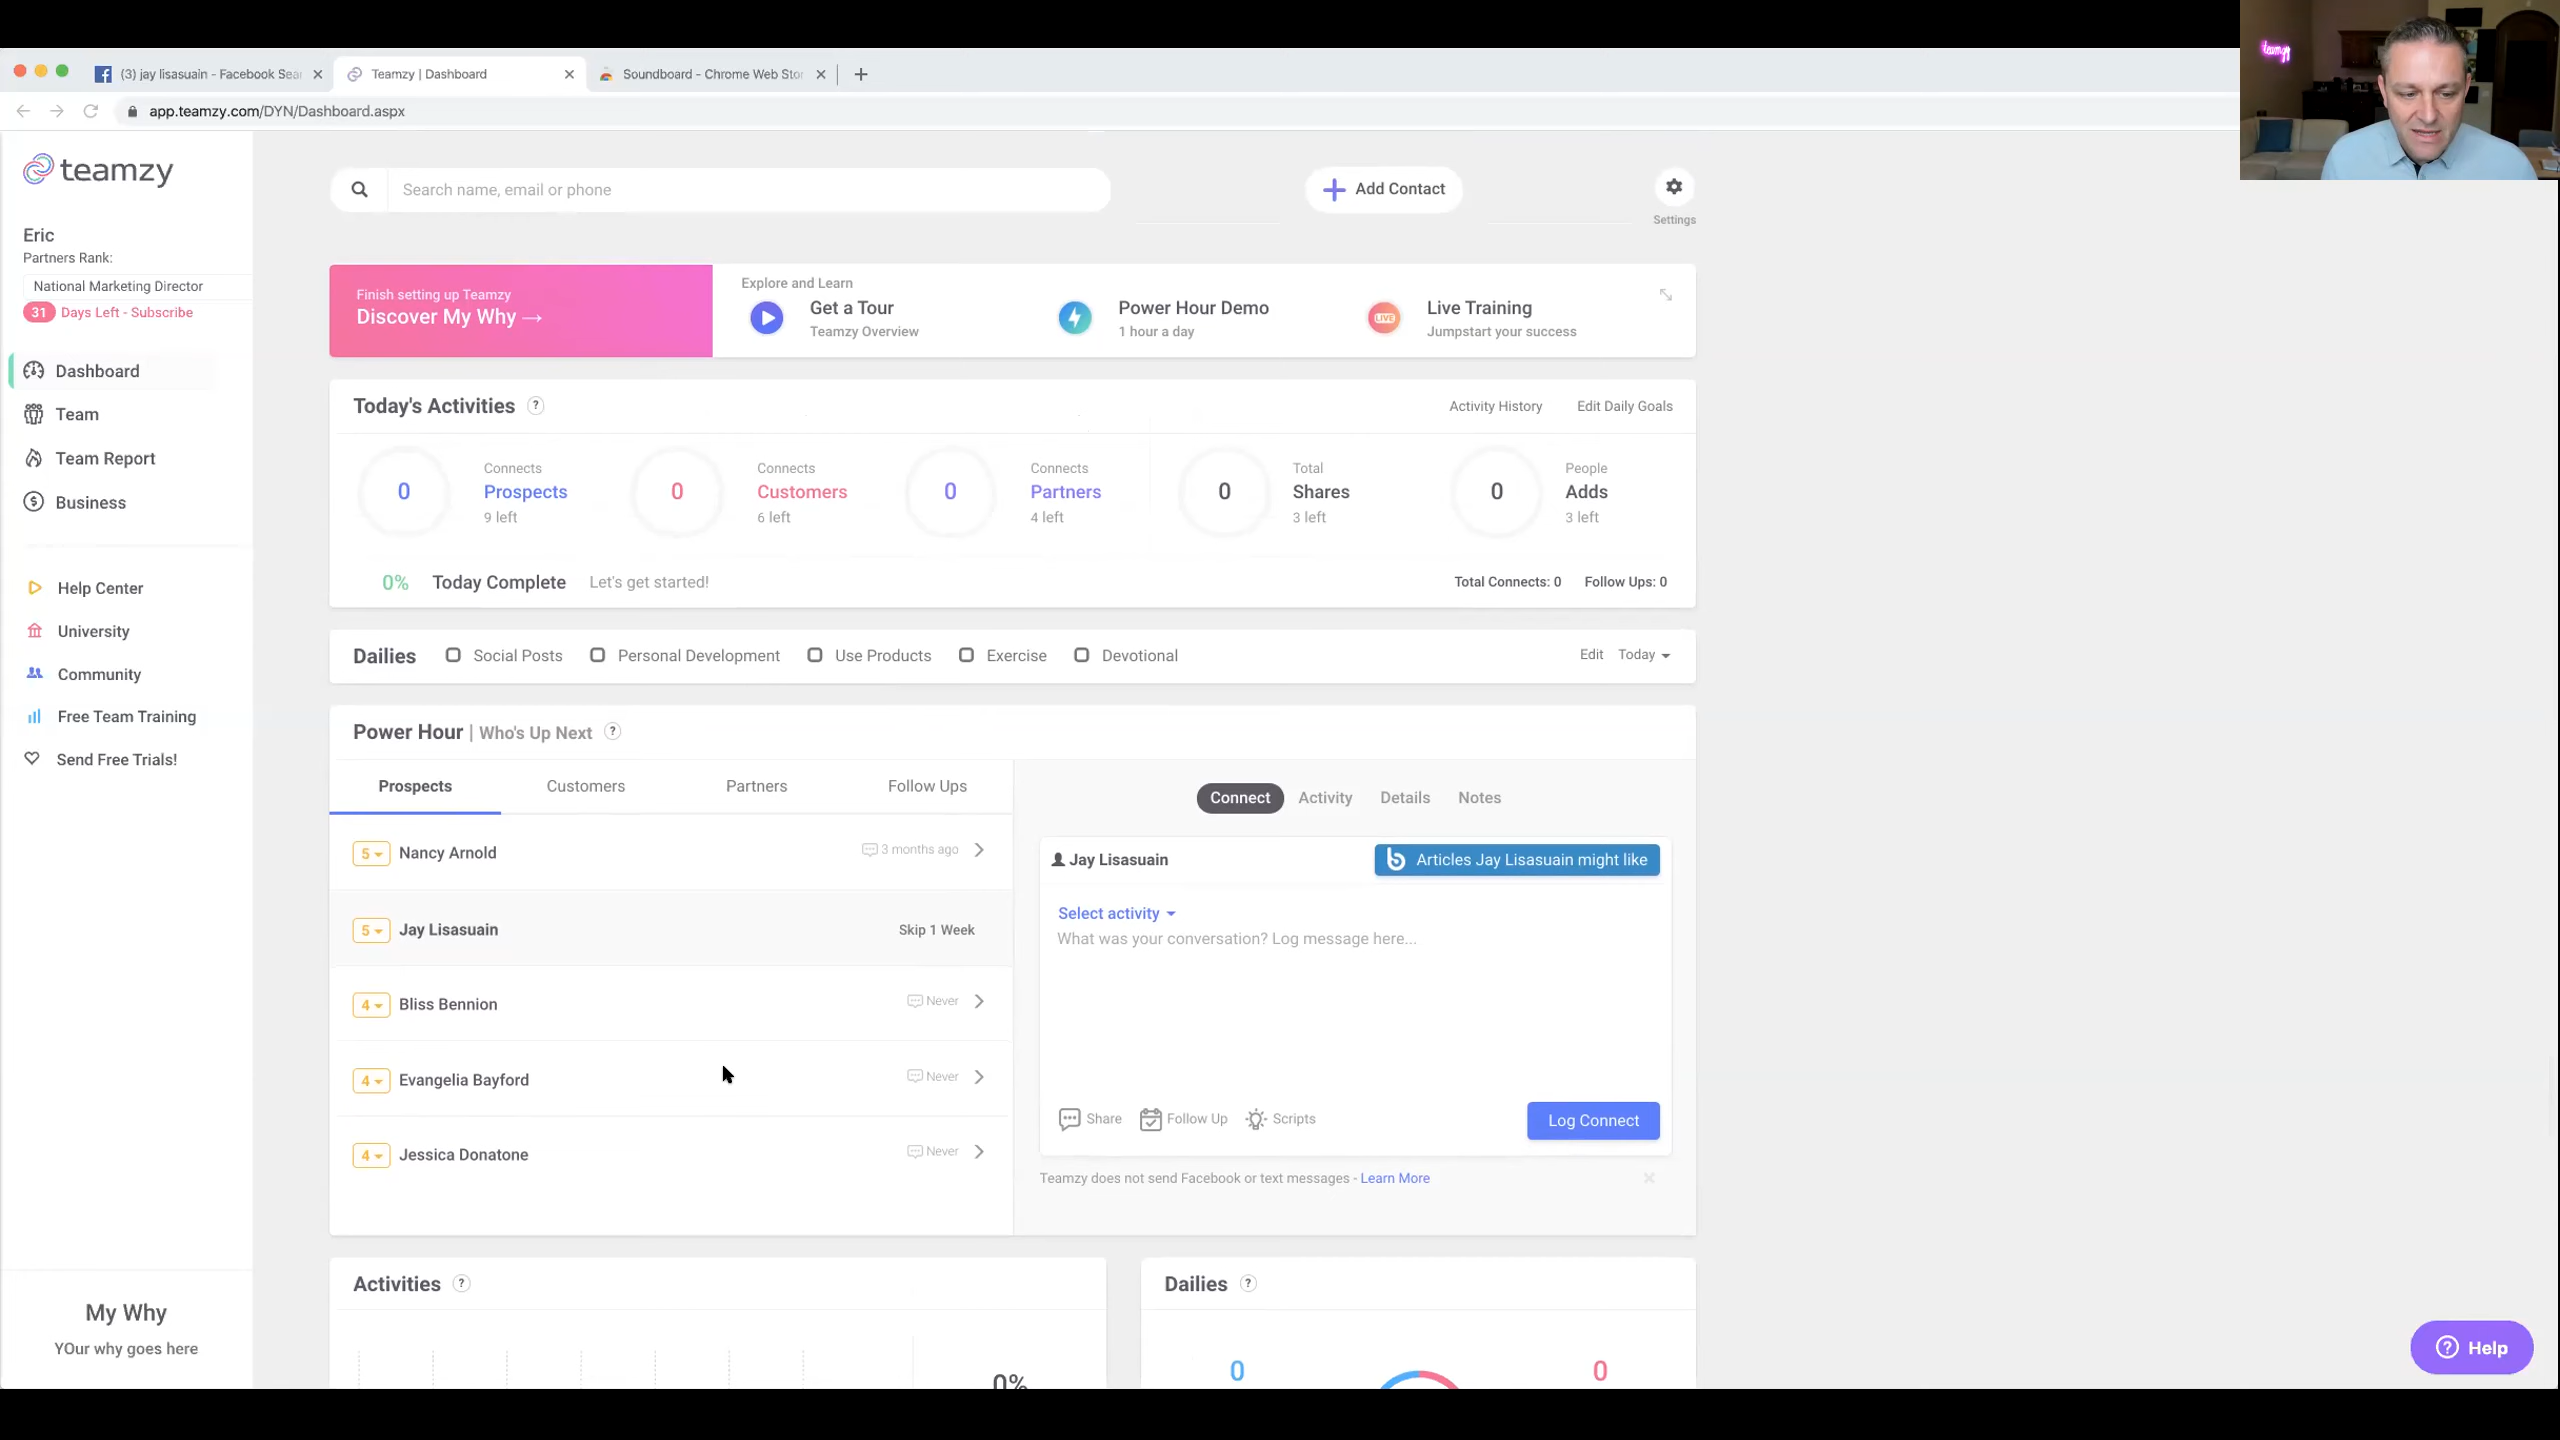 (3) jay lisasuain - Facebook Sea
Teamzy | Dashboard
Soundboard - Chrome Web Stor
app.teamzy.com/DYN/Dashboard.aspx
teamzy
teamzy
Search name, email or phone
Add Contact
Settings
Eric
Partners Rank:
National Marketing Director
31 Days Left - Subscribe
Dashboard
Team
Team Report
Business
Help Center
University
Community
Free Team Training
Send Free Trials!
My Why
YOur why goes here
Finish setting up Teamzy
Discover My Why →
Explore and Learn
Get a Tour
Teamzy Overview
Power Hour Demo
1 hour a day
LIVE
Live Training
Jumpstart your success
Today's Activities ?
Activity History
Edit Daily Goals
0 Connects Prospects 9 left
0 Connects Customers 6 left
0 Connects Partners 4 left
0 Total Shares 3 left
0 People Adds 3 left
0% Today Complete Let's get started!
Total Connects: 0 Follow Ups: 0
Dailies Social Posts Personal Development Use Products Exercise Devotional Edit Today
Power Hour | Who's Up Next ?
Prospects Customers Partners Follow Ups
5 Nancy Arnold 3 months ago
5 Jay Lisasuain Skip 1 Week
4 Bliss Bennion Never
4 Evangelia Bayford Never
4 Jessica Donatone Never
Connect Activity Details Notes
Jay Lisasuain
Articles Jay Lisasuain might like
Select activity
What was your conversation? Log message here...
Share Follow Up Scripts
Log Connect
Teamzy does not send Facebook or text messages - Learn More
Activities ?
0%
Dailies ?
0 0
? Help